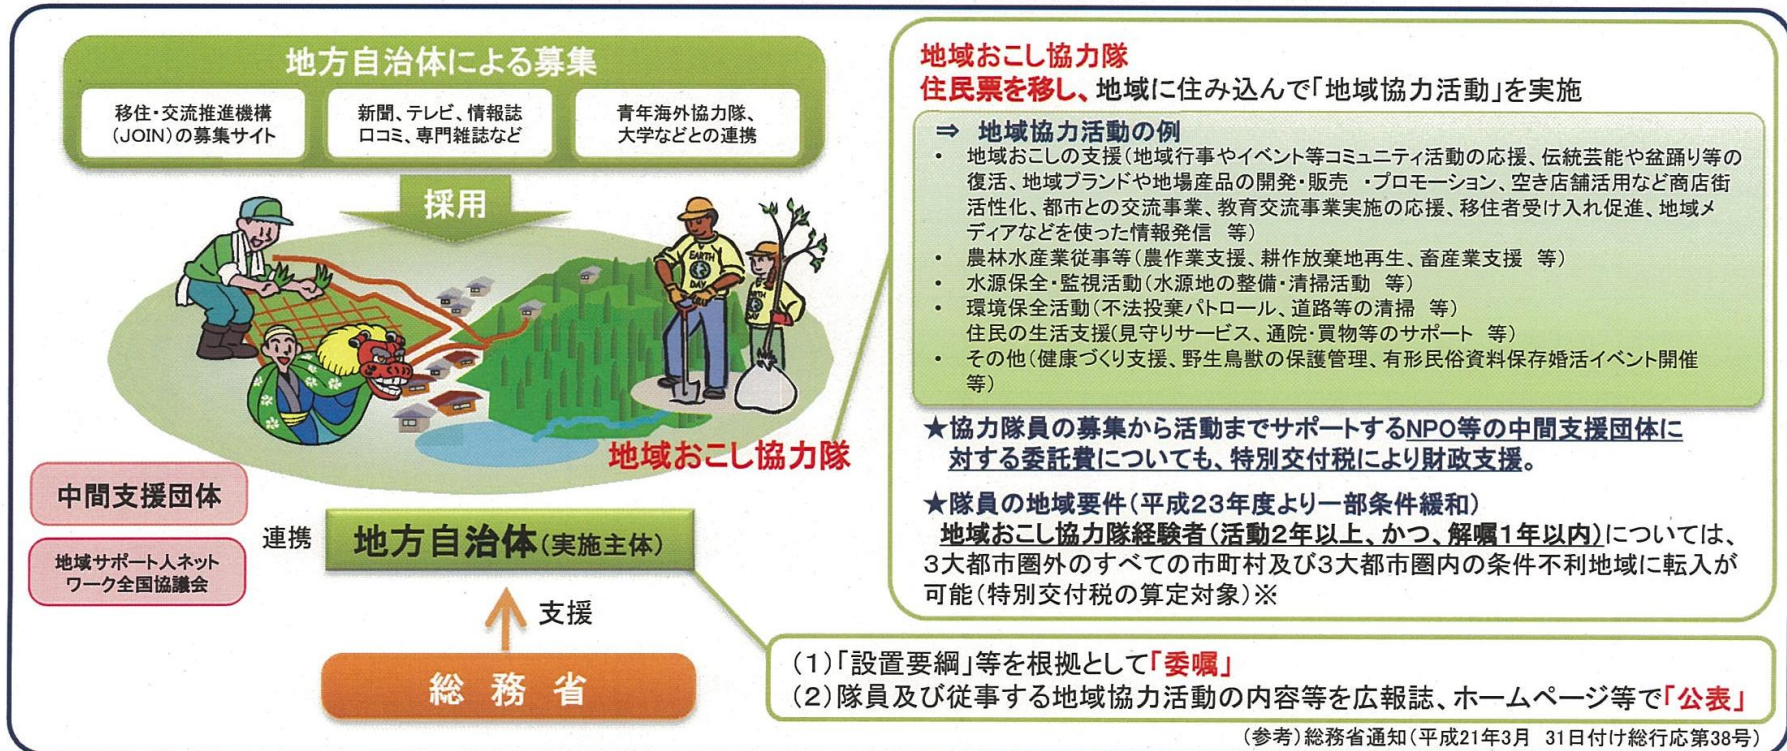 地方自治体による募集
移住・交流推進機構
（JOIN）の募集サイト
新聞、テレビ、情報誌
口コミ、専門雑誌など
青年海外協力隊、
大学などとの連携
採用
EARTH
DAY
EARTH
DAY
地域おこし協力隊
中間支援団体
地域サポート人ネット
ワーク全国協議会
連携
地方自治体（実施主体）
支援
総務省
地域おこし協力隊
住民票を移し、地域に住み込んで「地域協力活動」を実施
⇒ 地域協力活動の例
・ 地域おこしの支援（地域行事やイベント等コミュニティ活動の応援、伝統芸能や盆踊り等の
復活、地域ブランドや地場産品の開発・販売 ・プロモーション、空き店舗活用など商店街
活性化、都市との交流事業、教育交流事業実施の応援、移住者受け入れ促進、地域メ
ディアなどを使った情報発信 等）
・ 農林水産業従事等（農作業支援、耕作放棄地再生、畜産業支援 等）
・ 水源保全・監視活動（水源地の整備・清掃活動 等）
・ 環境保全活動（不法投棄パトロール、道路等の清掃 等）
住民の生活支援（見守りサービス、通院・買物等のサポート 等）
・ その他（健康づくり支援、野生鳥獣の保護管理、有形民俗資料保存婚活イベント開催
等）
★協力隊員の募集から活動までサポートするNPO等の中間支援団体に
対する委託費についても、特別交付税により財政支援。
★隊員の地域要件（平成23年度より一部条件緩和）
地域おこし協力隊経験者（活動2年以上、かつ、解嘱1年以内）については、
3大都市圏外のすべての市町村及び3大都市圏内の条件不利地域に転入が
可能（特別交付税の算定対象）※
（1）「設置要綱」等を根拠として「委嘱」
（2）隊員及び従事する地域協力活動の内容等を広報誌、ホームページ等で「公表」
（参考）総務省通知（平成21年3月 31日付け総行応第38号）